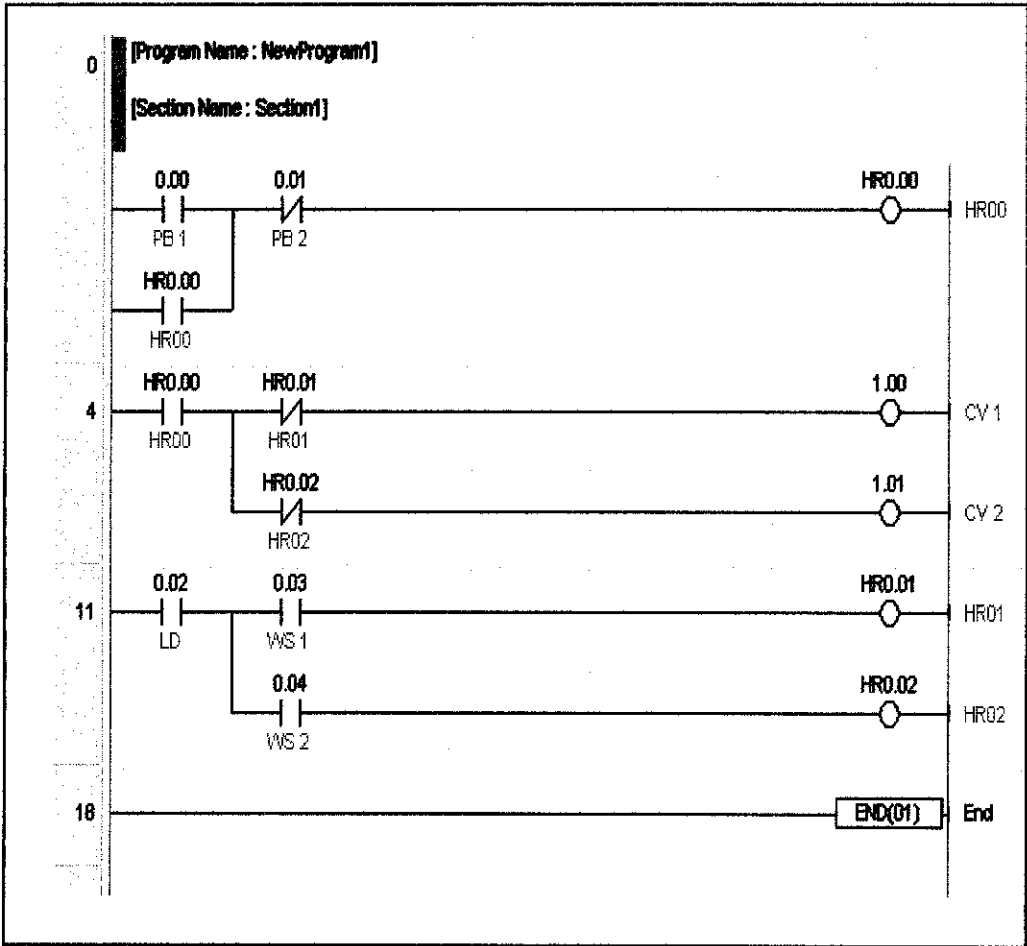 0
[Program Name : NewProgram1]
[Section Name : Section1]
0.00 0.01 HR0.00
PB 1 PB 2 HR00
HR0.00
HR00
HR0.00 HR0.01 1.00
4 HR00 HR01 CV 1
HR0.02 1.01
HR02 CV 2
0.02 0.03 HR0.01
11 LD WS 1 HR01
0.04 HR0.02
WS 2 HR02
18 END(01) End